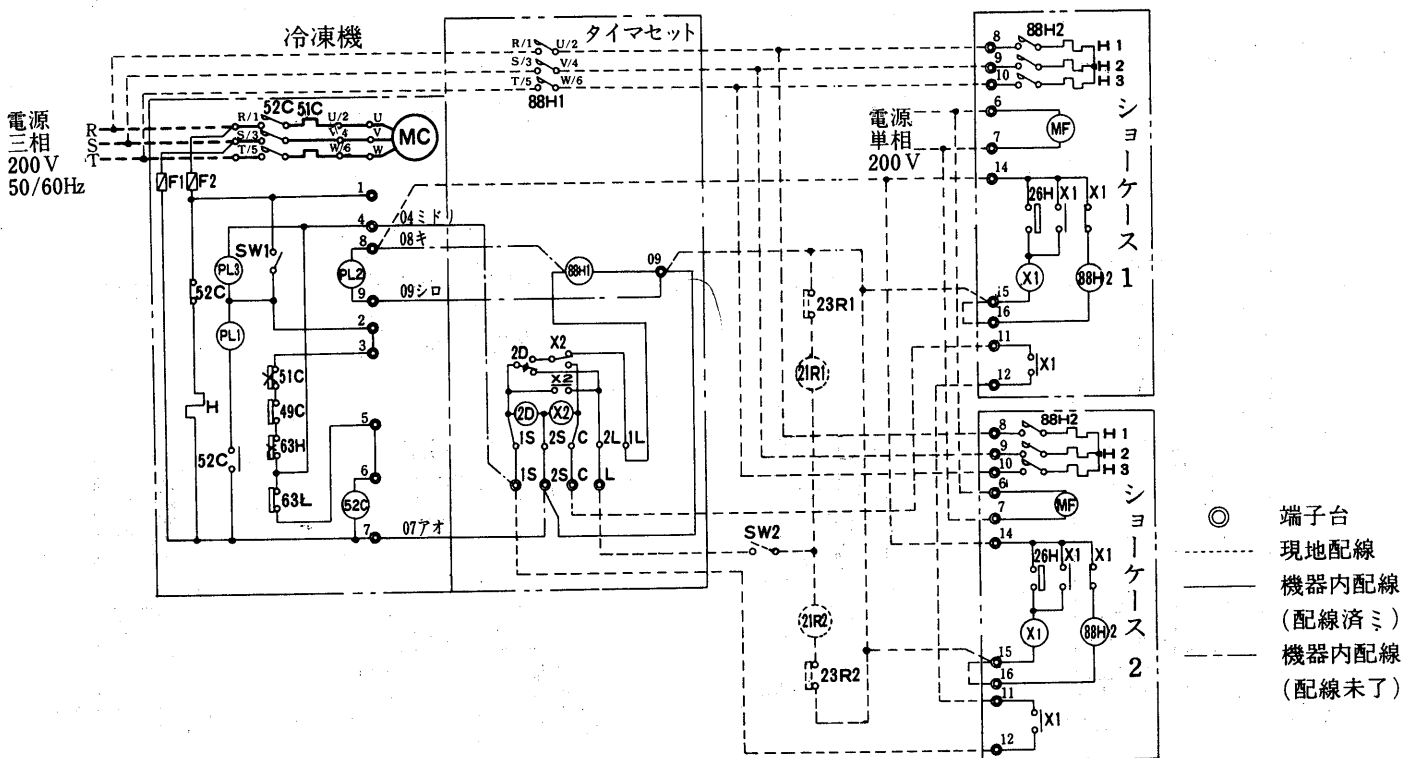 冷凍機
タイマセット
電源
三相
200V
50/60Hz
R
S
T
R/1 U/2
S/3 V/4
T/5 W/6
88H1
52C 51C
R/1 U/2 U
S/3 V
T/5 W/6 W
MC
F1 F2
1
4 04ミドリ
8 08キ
9 09シロ
SW1
PL3
PL2
52C
PL1
2
3
51C
49C
63H
63L
H
52C
5
6
52C
7 07アオ
88H1
09
2D X2
X2
2D X2
1S 2S C 2L 1L
1S 2S C L
SW2
23R1
21R1
21R2
23R2
電源
単相
200V
8 88H2 H1
9 H2
10 H3
6
7 MF
14
26H X1 X1
X1 88H2
15
16
11
12 X1
ショーケース1
8 88H2 H1
9 H2
10 H3
6
7 MF
14
26H X1 X1
X1 88H2
15
16
11
12 X1
ショーケース2
端子台
現地配線
機器内配線
(配線済ミ)
機器内配線
(配線未了)